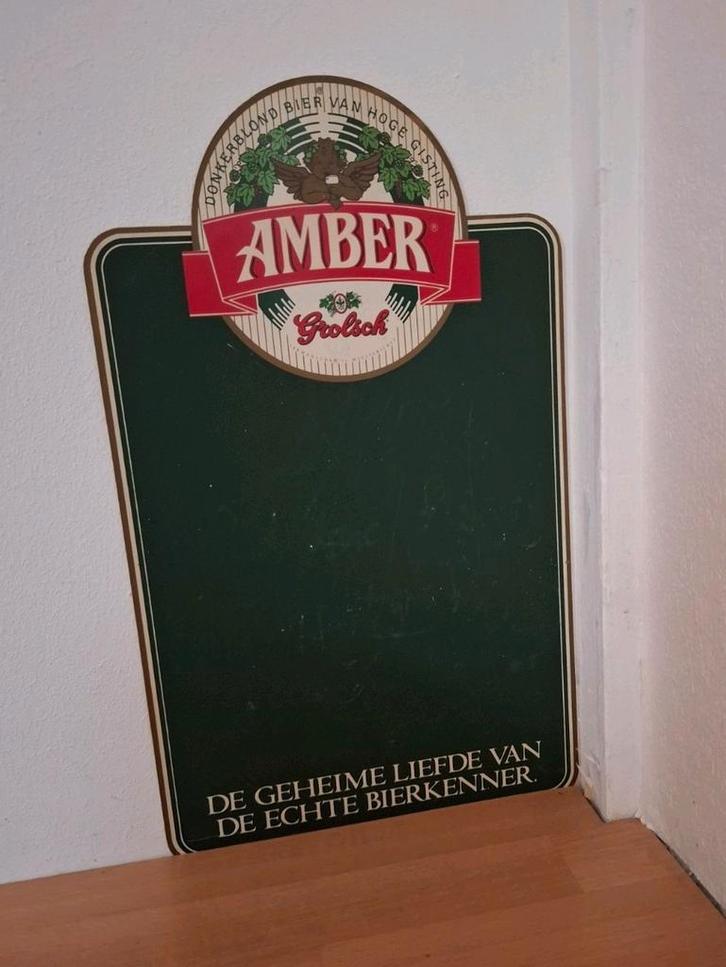 DONKERBLOND BIER VAN HOGE GISTING
AMBER®
Grolsch
DE GEHEIME LIEFDE VAN
DE ECHTE BIERKENNER.